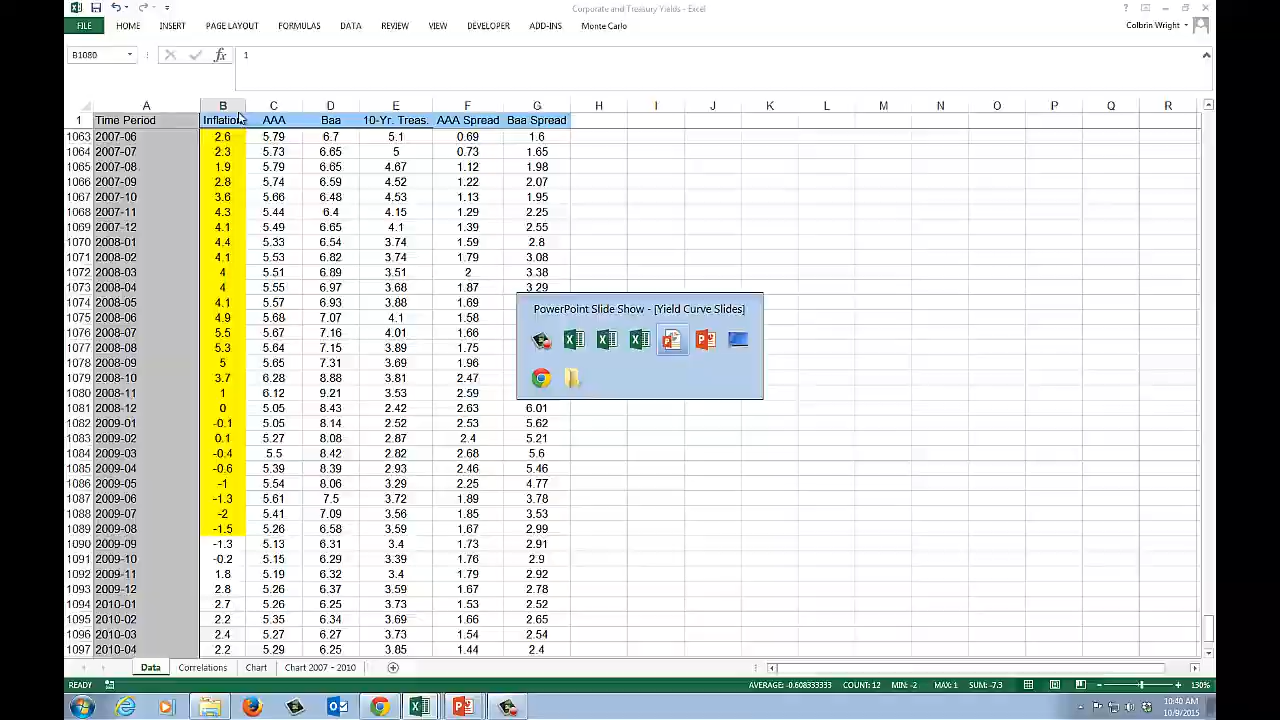 Corporate and Treasury Yields - Excel
FILE HOME INSERT PAGE LAYOUT FORMULAS DATA REVIEW VIEW DEVELOPER ADD-INS Monte Carlo Colbrin Wright
B1080 fx 1
A B C D E F G H I J K L M N O P Q R
1 Time Period Inflation AAA Baa 10-Yr. Treas. AAA Spread Baa Spread
1063 2007-06 2.6 5.79 6.7 5.1 0.69 1.6
1064 2007-07 2.3 5.73 6.65 5 0.73 1.65
1065 2007-08 1.9 5.79 6.65 4.67 1.12 1.98
1066 2007-09 2.8 5.74 6.59 4.52 1.22 2.07
1067 2007-10 3.6 5.66 6.48 4.53 1.13 1.95
1068 2007-11 4.3 5.44 6.4 4.15 1.29 2.25
1069 2007-12 4.1 5.49 6.65 4.1 1.39 2.55
1070 2008-01 4.4 5.33 6.54 3.74 1.59 2.8
1071 2008-02 4.1 5.53 6.82 3.74 1.79 3.08
1072 2008-03 4 5.51 6.89 3.51 2 3.38
1073 2008-04 4 5.55 6.97 3.68 1.87 3.29
1074 2008-05 4.1 5.57 6.93 3.88 1.69
PowerPoint Slide Show - [Yield Curve Slides]
1075 2008-06 4.9 5.68 7.07 4.1 1.58
1076 2008-07 5.5 5.67 7.16 4.01 1.66
1077 2008-08 5.3 5.64 7.15 3.89 1.75
1078 2008-09 5 5.65 7.31 3.69 1.96
1079 2008-10 3.7 6.28 8.88 3.81 2.47
1080 2008-11 1 6.12 9.21 3.53 2.59
1081 2008-12 0 5.05 8.43 2.42 2.63 6.01
1082 2009-01 -0.1 5.05 8.14 2.52 2.53 5.62
1083 2009-02 0.1 5.27 8.08 2.87 2.4 5.21
1084 2009-03 -0.4 5.5 8.42 2.82 2.68 5.6
1085 2009-04 -0.6 5.39 8.39 2.93 2.46 5.46
1086 2009-05 -1 5.54 8.06 3.29 2.25 4.77
1087 2009-06 -1.3 5.61 7.5 3.72 1.89 3.78
1088 2009-07 -2 5.41 7.09 3.56 1.85 3.53
1089 2009-08 -1.5 5.26 6.58 3.59 1.67 2.99
1090 2009-09 -1.3 5.13 6.31 3.4 1.73 2.91
1091 2009-10 -0.2 5.15 6.29 3.39 1.76 2.9
1092 2009-11 1.8 5.19 6.32 3.4 1.79 2.92
1093 2009-12 2.8 5.26 6.37 3.59 1.67 2.78
1094 2010-01 2.7 5.26 6.25 3.73 1.53 2.52
1095 2010-02 2.2 5.35 6.34 3.69 1.66 2.65
1096 2010-03 2.4 5.27 6.27 3.73 1.54 2.54
1097 2010-04 2.2 5.29 6.25 3.85 1.44 2.4
Data Correlations Chart Chart 2007 - 2010
READY AVERAGE: -0.608333333 COUNT: 12 MIN: -2 MAX: 1 SUM: -7.3 130%
10:40 AM
10/9/2015